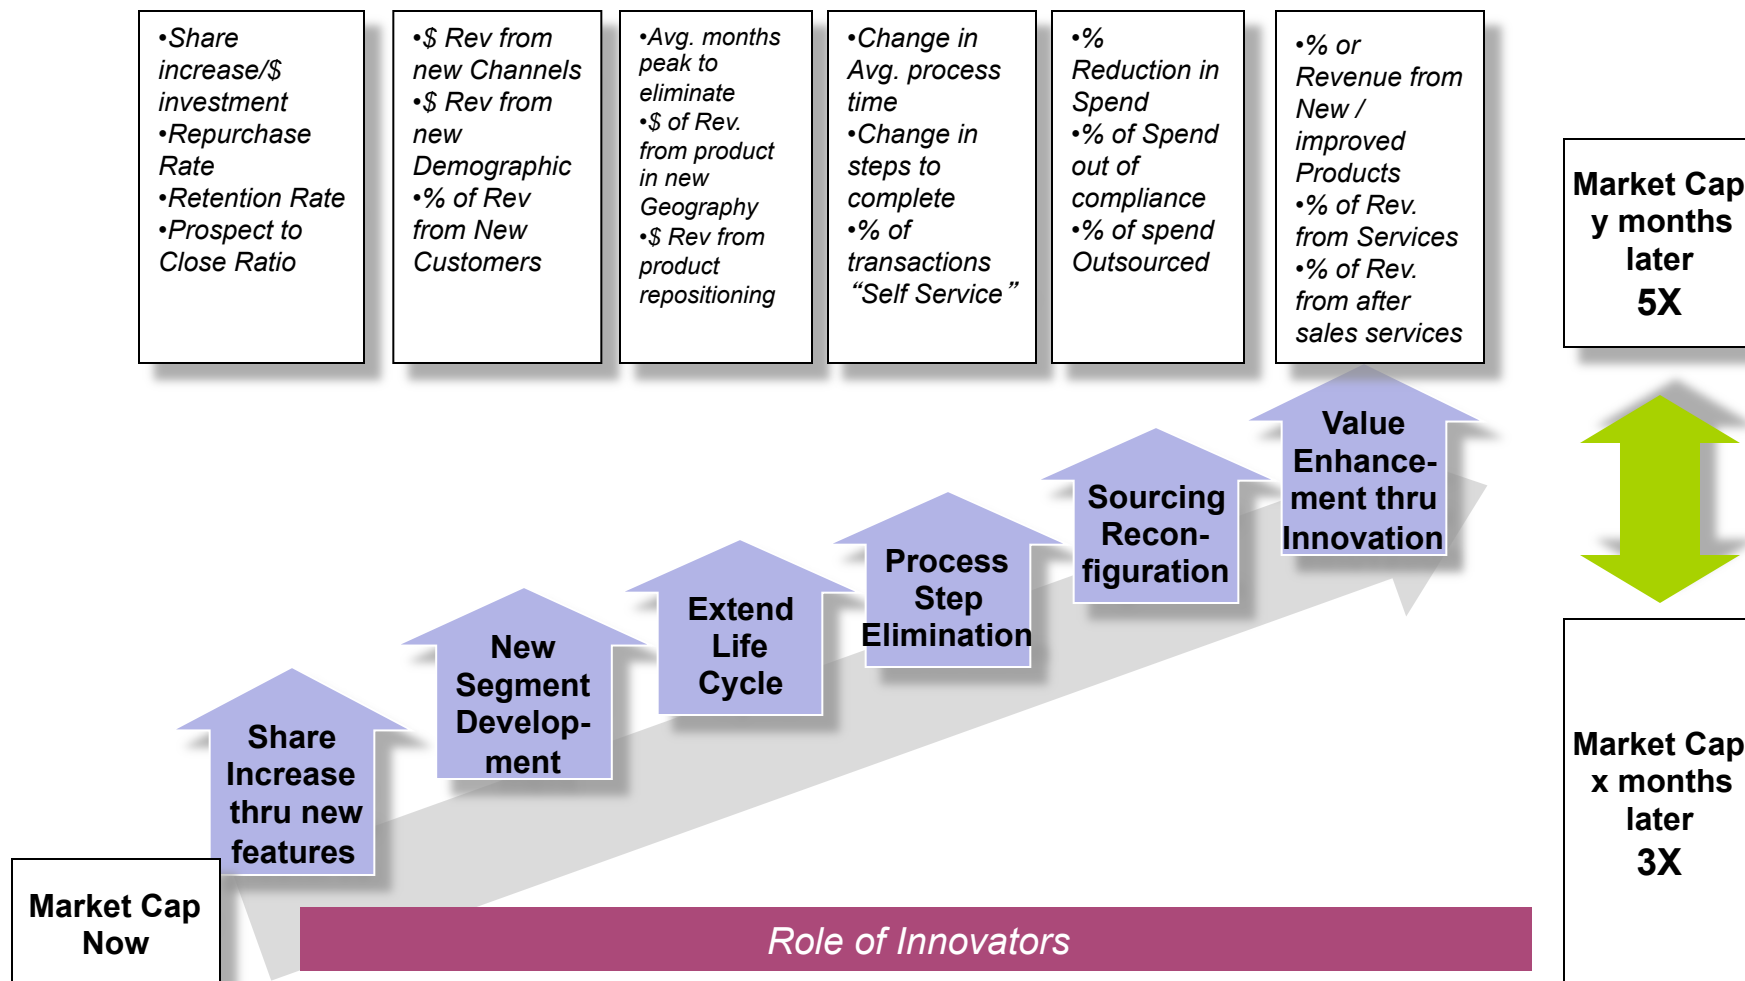 •Share
increase/$
investment
•Repurchase
Rate
•Retention Rate
•Prospect to
Close Ratio
•$ Rev from
new Channels
•$ Rev from
new
Demographic
•% of Rev
from New
Customers
•Avg. months
peak to
eliminate
•$ of Rev.
from product
in new
Geography
•$ Rev from
product
repositioning
•Change in
Avg. process
time
•Change in
steps to
complete
•% of
transactions
“Self Service”
•%
Reduction in
Spend
•% of Spend
out of
compliance
•% of spend
Outsourced
•% or
Revenue from
New /
improved
Products
•% of Rev.
from Services
•% of Rev.
from after
sales services
Market Cap
y months
later
5X
Value
Enhance-
ment thru
Innovation
Sourcing
Recon-
figuration
Process
Step
Elimination
Extend
Life
Cycle
New
Segment
Develop-
ment
Share
Increase
thru new
features
Market Cap
x months
later
3X
Market Cap
Now
Role of Innovators